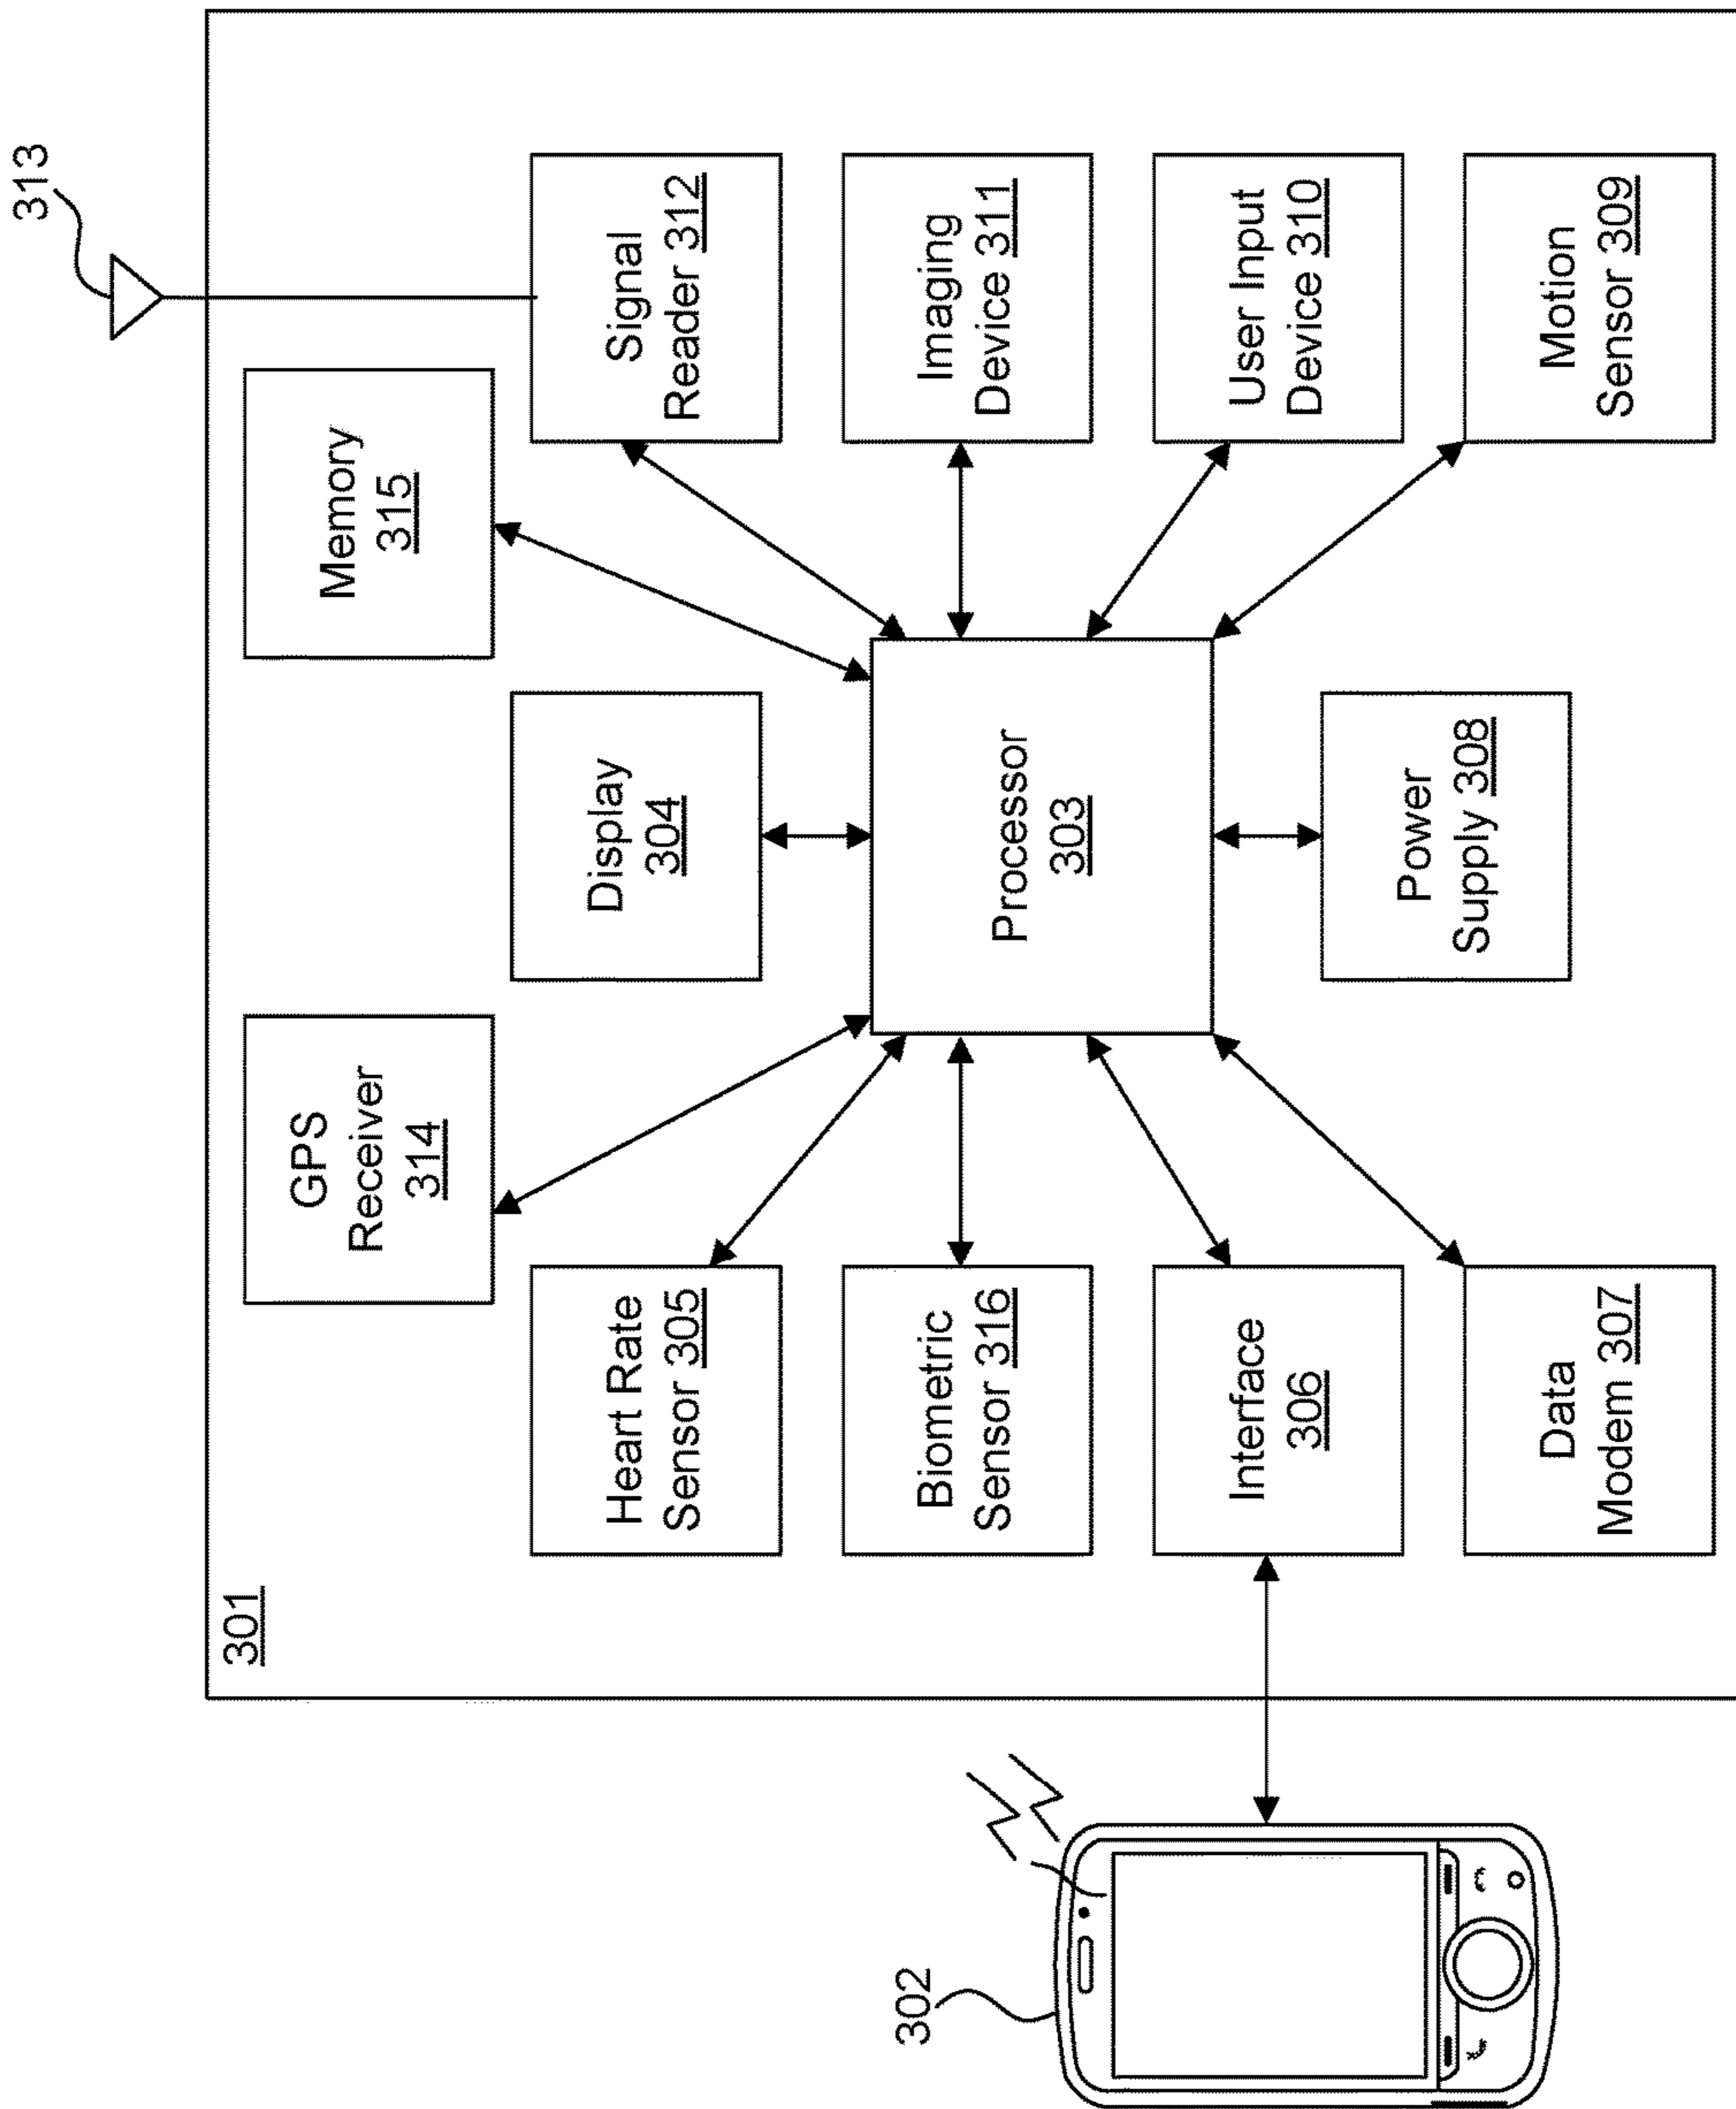 313
301
GPS
Receiver
314
Memory
315
Heart Rate
Sensor 305
Display
304
Signal
Reader 312
Biometric
Sensor 316
Processor
303
Imaging
Device 311
302
Interface
306
User Input
Device 310
Data
Modem 307
Power
Supply 308
Motion
Sensor 309